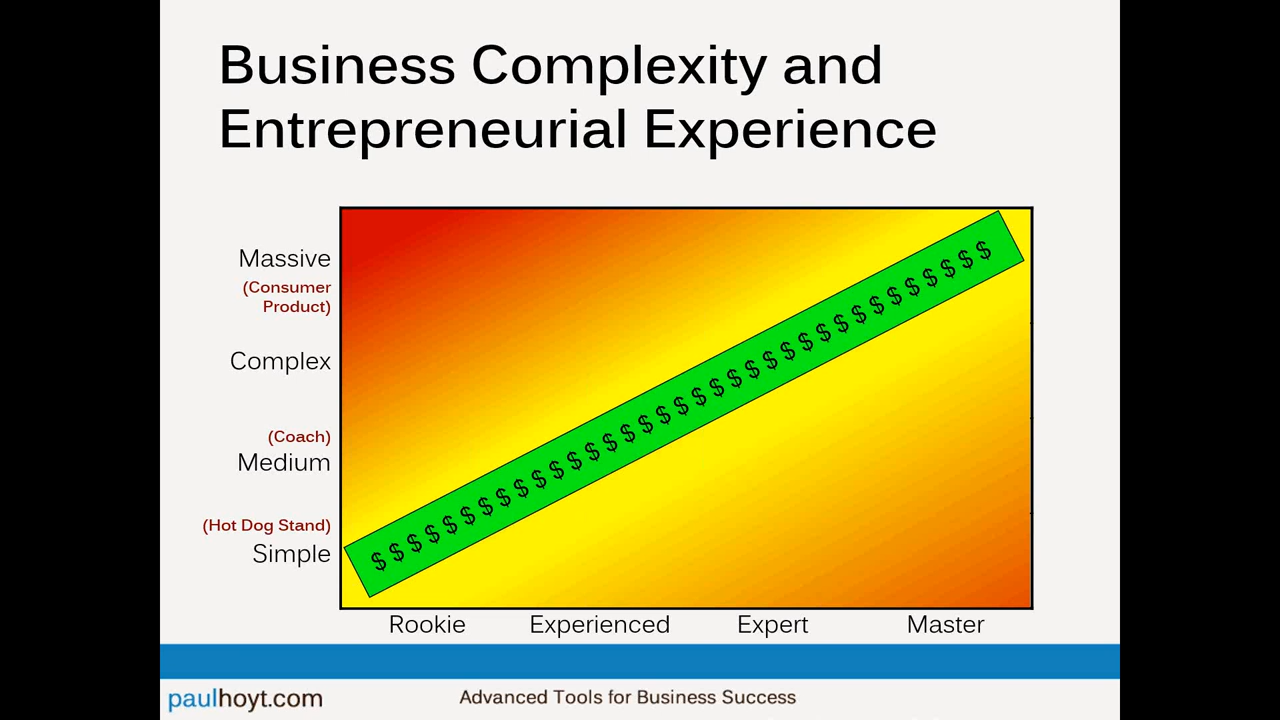 Business Complexity and
Entrepreneurial Experience
Massive
(Consumer
Product)
Complex
(Coach)
Medium
(Hot Dog Stand)
Simple
$ $ $ $ $ $ $ $ $ $ $ $ $ $ $ $ $ $ $ $ $ $ $ $ $ $ $ $ $ $ $ $ $ $ $
Rookie Experienced Expert Master
paulhoyt.com Advanced Tools for Business Success